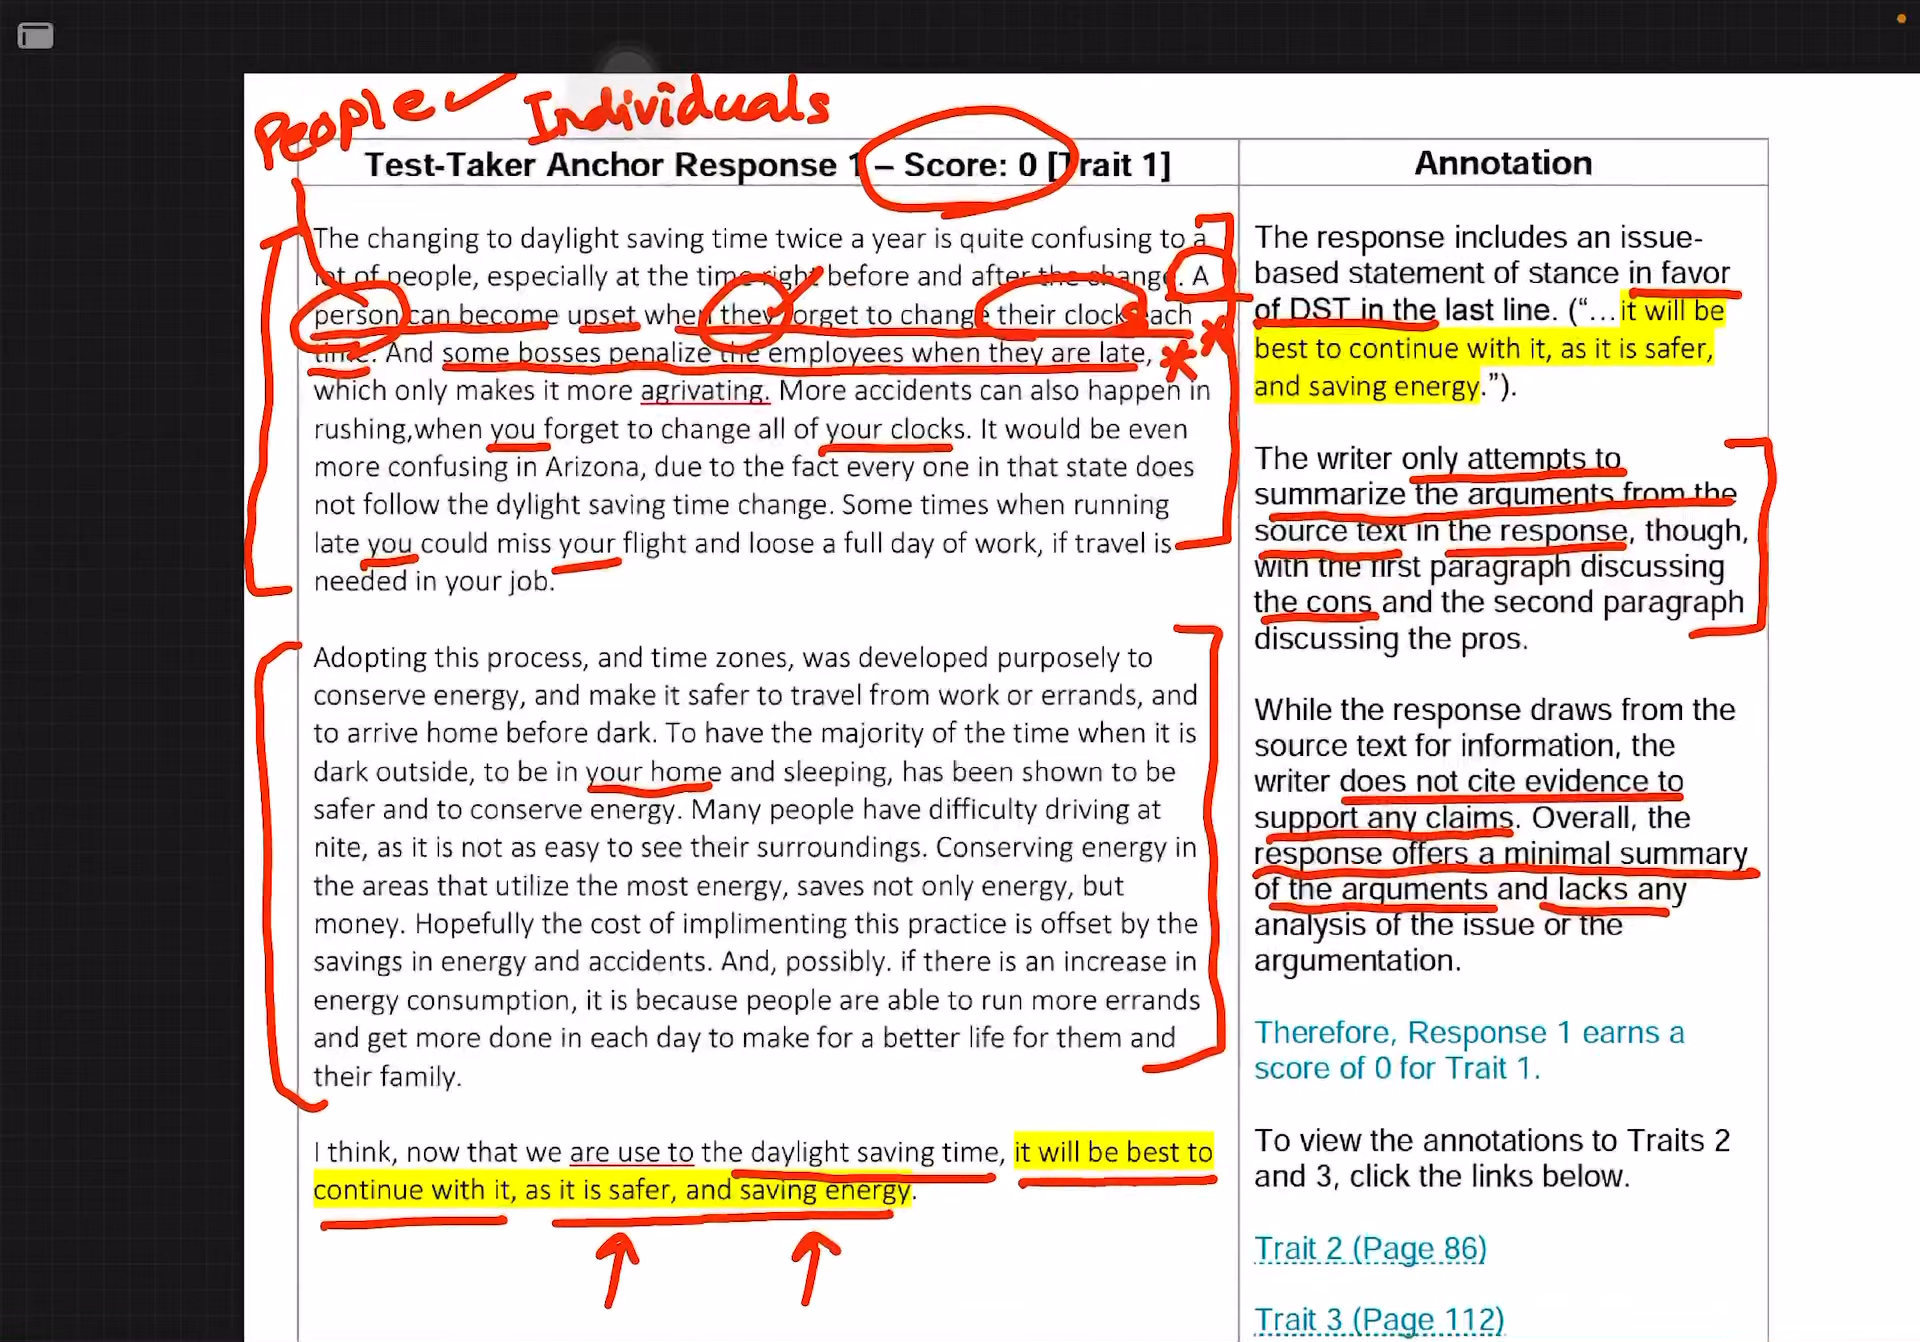 People Individuals
Test-Taker Anchor Response 1 – Score: 0 [Trait 1]
The changing to daylight saving time twice a year is quite confusing to a
lot of people, especially at the time right before and after the change. A
person can become upset when they forget to change their clocks each
time. And some bosses penalize the employees when they are late,
which only makes it more agrivating. More accidents can also happen in
rushing,when you forget to change all of your clocks. It would be even
more confusing in Arizona, due to the fact every one in that state does
not follow the dylight saving time change. Some times when running
late you could miss your flight and loose a full day of work, if travel is
needed in your job.
Adopting this process, and time zones, was developed purposely to
conserve energy, and make it safer to travel from work or errands, and
to arrive home before dark. To have the majority of the time when it is
dark outside, to be in your home and sleeping, has been shown to be
safer and to conserve energy. Many people have difficulty driving at
nite, as it is not as easy to see their surroundings. Conserving energy in
the areas that utilize the most energy, saves not only energy, but
money. Hopefully the cost of implimenting this practice is offset by the
savings in energy and accidents. And, possibly. if there is an increase in
energy consumption, it is because people are able to run more errands
and get more done in each day to make for a better life for them and
their family.
I think, now that we are use to the daylight saving time, it will be best to
continue with it, as it is safer, and saving energy.
Annotation
The response includes an issue-
based statement of stance in favor
of DST in the last line. (“...it will be
best to continue with it, as it is safer,
and saving energy.”).
The writer only attempts to
summarize the arguments from the
source text in the response, though,
with the first paragraph discussing
the cons and the second paragraph
discussing the pros.
While the response draws from the
source text for information, the
writer does not cite evidence to
support any claims. Overall, the
response offers a minimal summary
of the arguments and lacks any
analysis of the issue or the
argumentation.
Therefore, Response 1 earns a
score of 0 for Trait 1.
To view the annotations to Traits 2
and 3, click the links below.
Trait 2 (Page 86)
Trait 3 (Page 112)